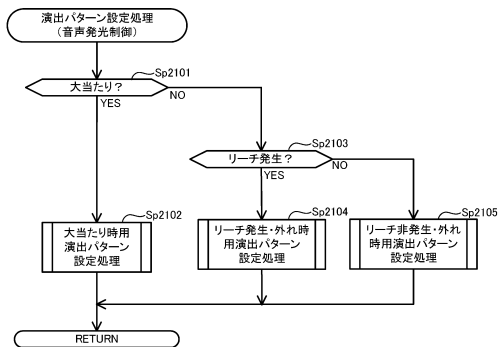 演出パターン設定処理
(音声発光制御)
Sp2101
大当たり？
NO
YES
Sp2103
リーチ発生？
NO
YES
Sp2102
大当たり時用
演出パターン
設定処理
Sp2104
リーチ発生・外れ時
用演出パターン
設定処理
Sp2105
リーチ非発生・外れ
時用演出パターン
設定処理
RETURN